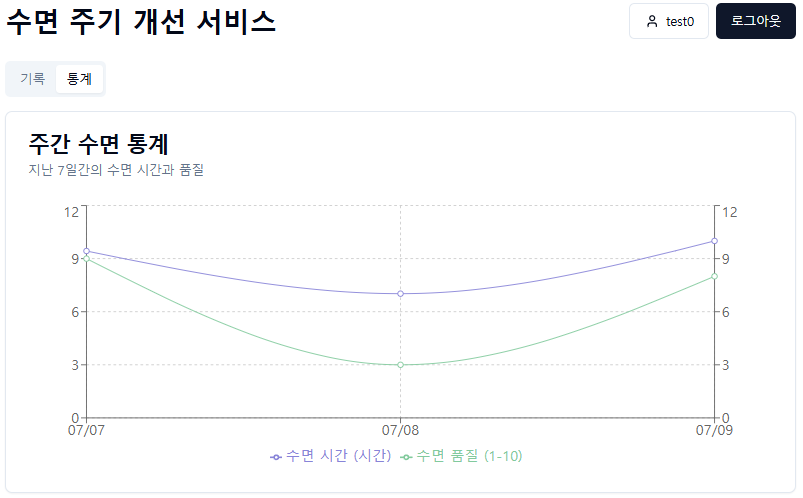 수면 주기 개선 서비스
test0
로그아웃
기록
통계
주간 수면 통계
지난 7일간의 수면 시간과 품질
12
9
6
3
0
12
9
6
3
0
07/07
07/08
07/09
수면 시간 (시간)
수면 품질 (1-10)